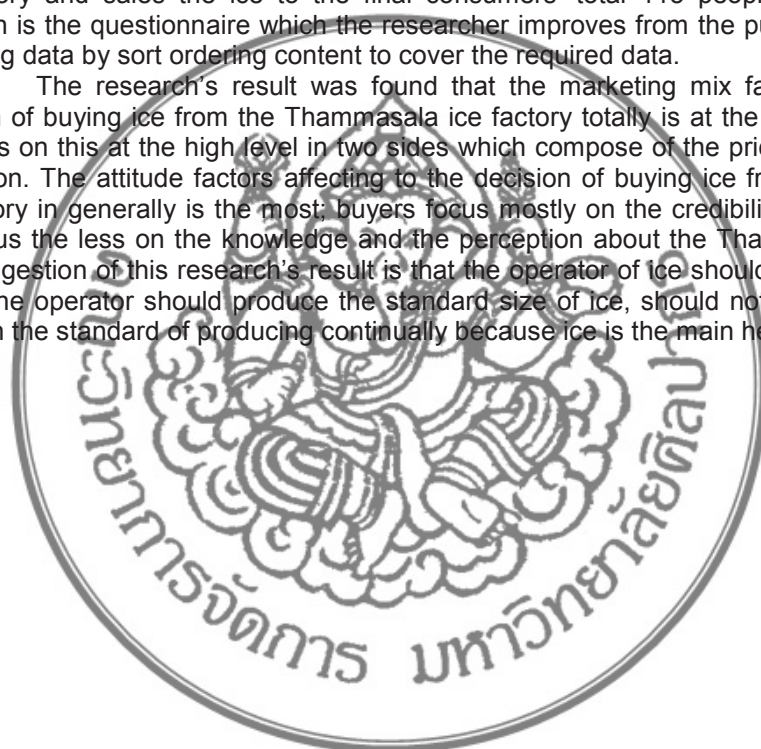 ory and sales the ice to the final consumers' total people
is the questionnaire which the researcher improves from the pu
g data by sort ordering content to cover the required data.
The research's result was found that the marketing mix fa
of buying ice from the Thammasala ice factory totally is at the
s on this at the high level in two sides which compose of the pri
on. The attitude factors affecting to the decision of buying ice fr
ory in generally is the most; buyers focus mostly on the credibili
us the less on the knowledge and the perception about the Tha
gestion of this research's result is that the operator of ice should
he operator should produce the standard size of ice, should not
n the standard of producing continually because ice is the main he
คณะวิทยาการจัดการ มหาวิทยาลัยศิลปากร